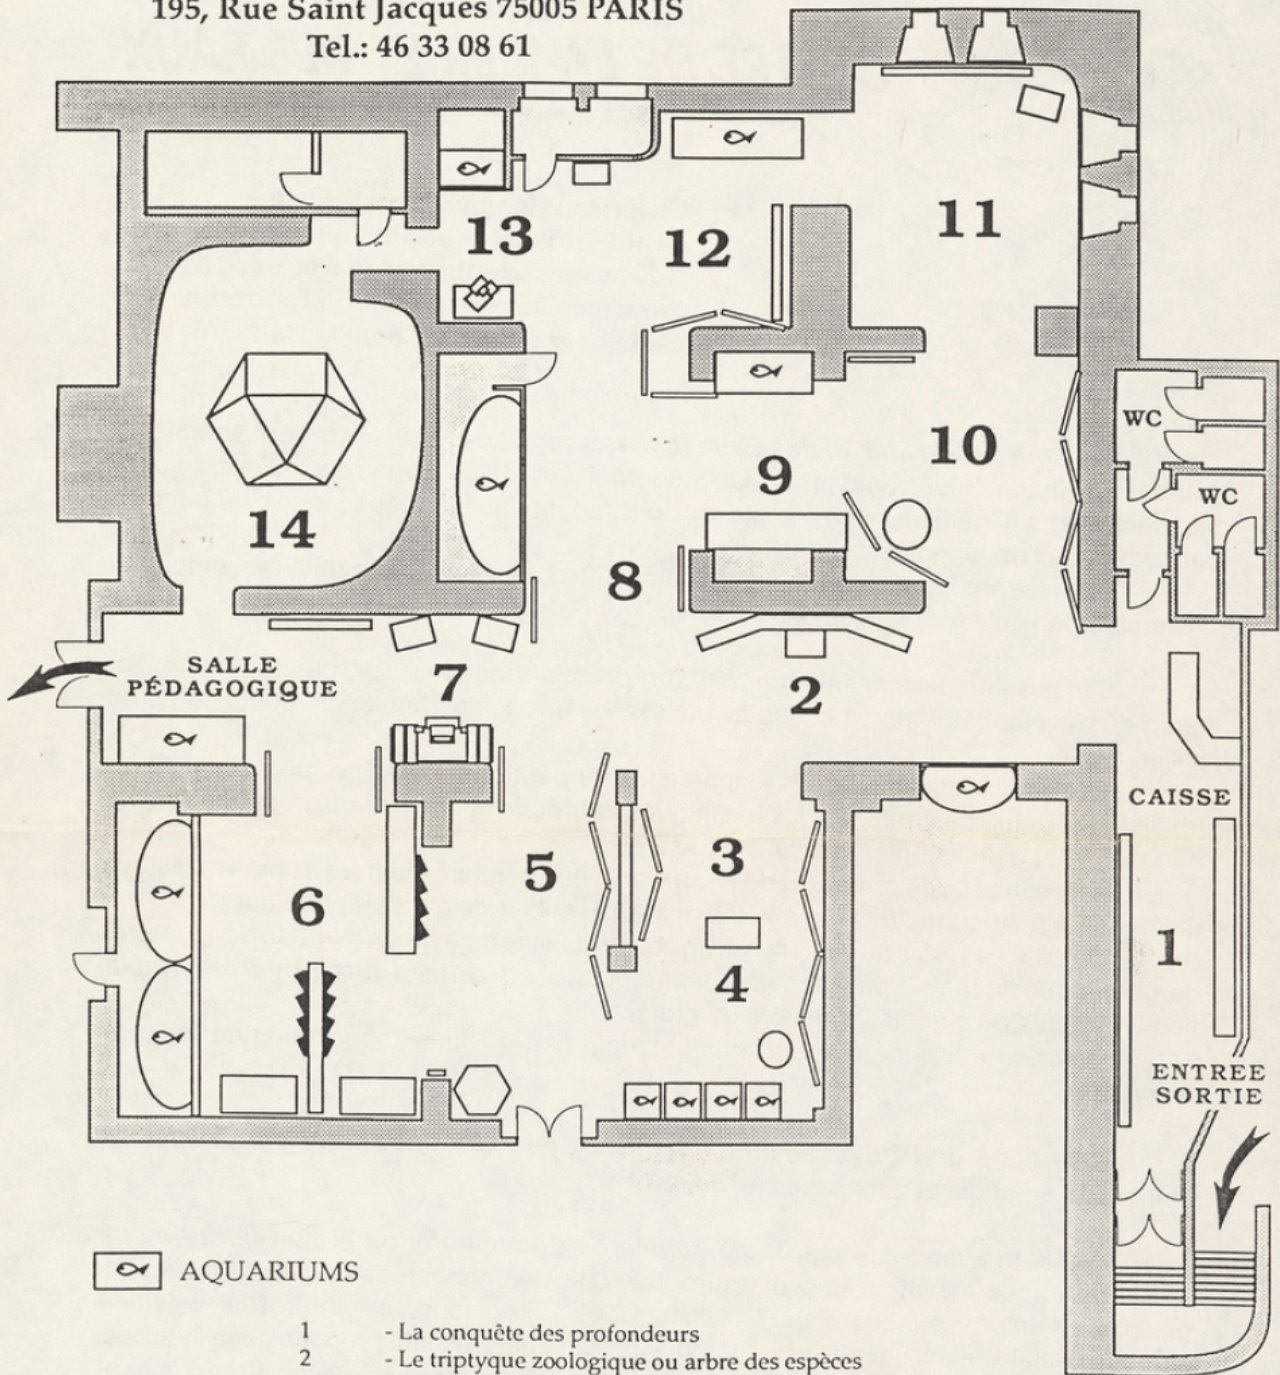 195, Rue Saint Jacques 75005 PARIS
Tel.: 46 33 08 61
13
12
11
WC
10
9
WC
14
8
SALLE
PÉDAGOGIQUE
7
2
CAISSE
3
5
6
1
4
ENTREE
SORTIE
AQUARIUMS
1 - La conquête des profondeurs
2 - Le triptyque zoologique ou arbre des espèces